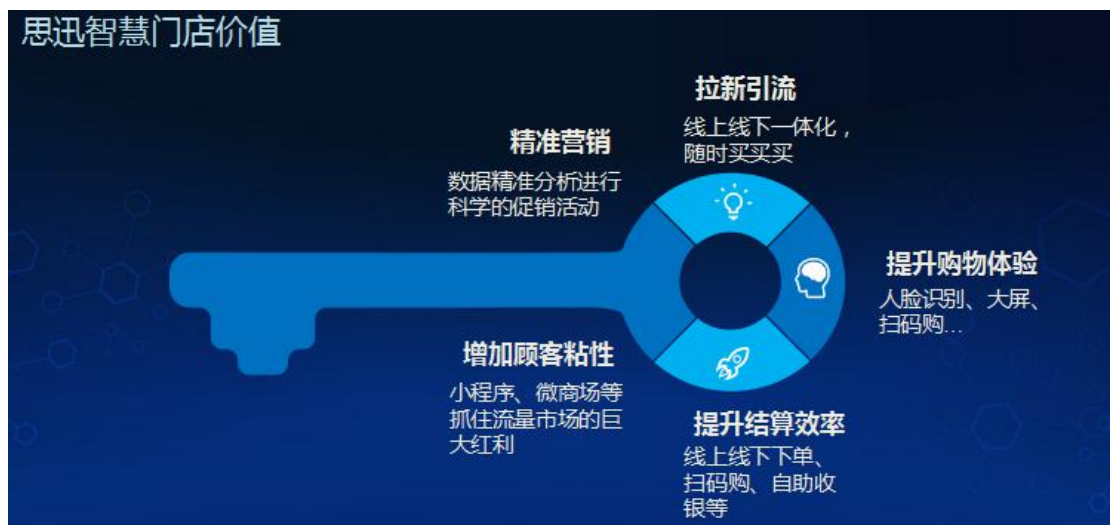 思迅智慧门店价值
拉新引流
线上线下一体化，
随时买买买
精准营销
数据精准分析进行
科学的促销活动
提升购物体验
人脸识别、大屏、
扫码购...
增加顾客粘性
小程序、微商场等
抓住流量市场的巨
大红利
提升结算效率
线上线下下单、
扫码购、自助收
银等